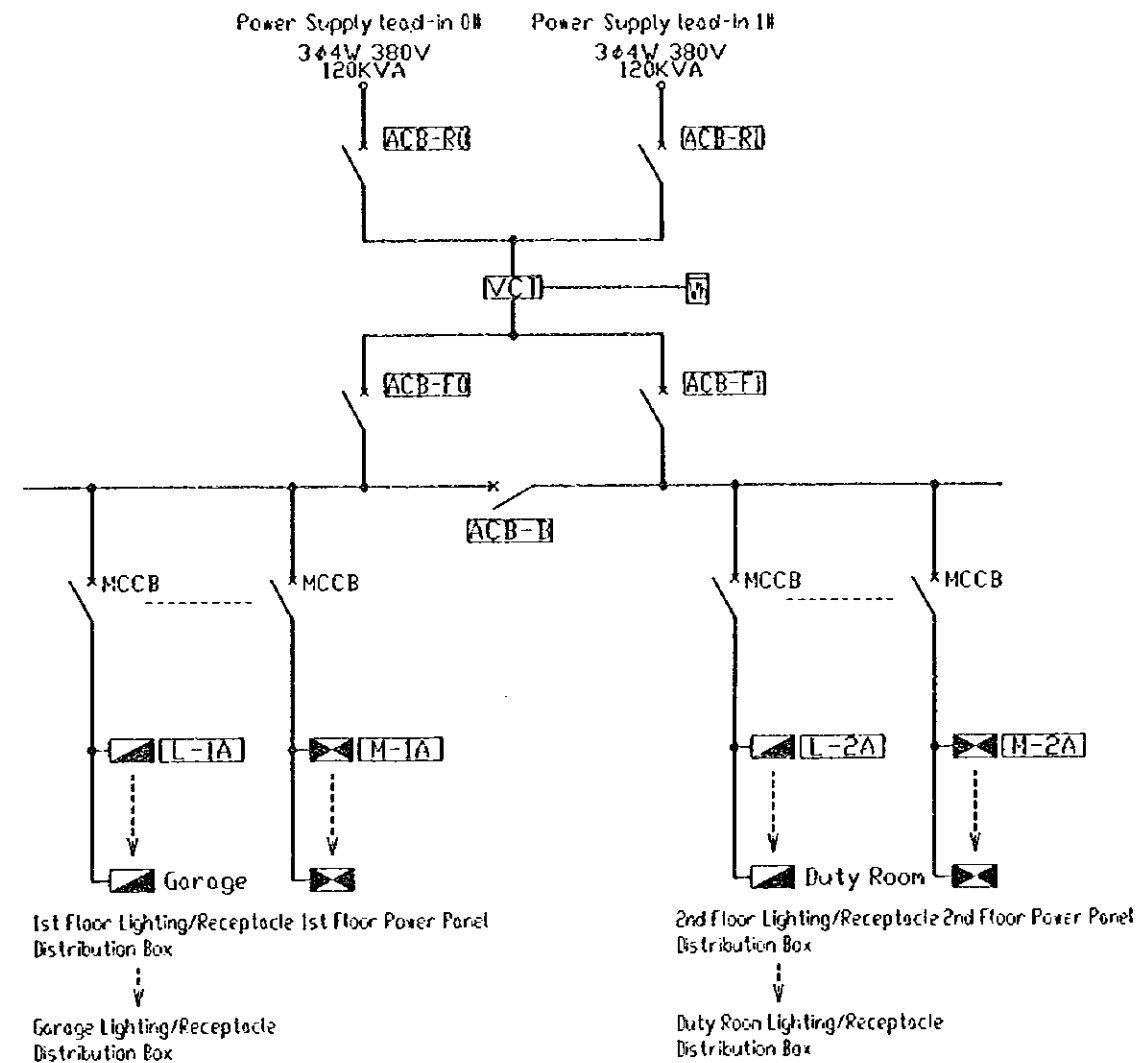 Power Supply lead-in 0# Power Supply lead-in 1#
3φ4W 380V 3φ4W 380V
120KVA 120KVA
ACB-R0 ACB-R1
VCT Wh
ACB-F0 ACB-F1
ACB-B
MCCB MCCB MCCB MCCB
L-1A M-1A L-2A M-2A
Garage Duty Room
1st Floor Lighting/Receptacle 1st Floor Power Panel 2nd Floor Lighting/Receptacle 2nd Floor Power Panel
Distribution Box Distribution Box
Garage Lighting/Receptacle Duty Room Lighting/Receptacle
Distribution Box Distribution Box